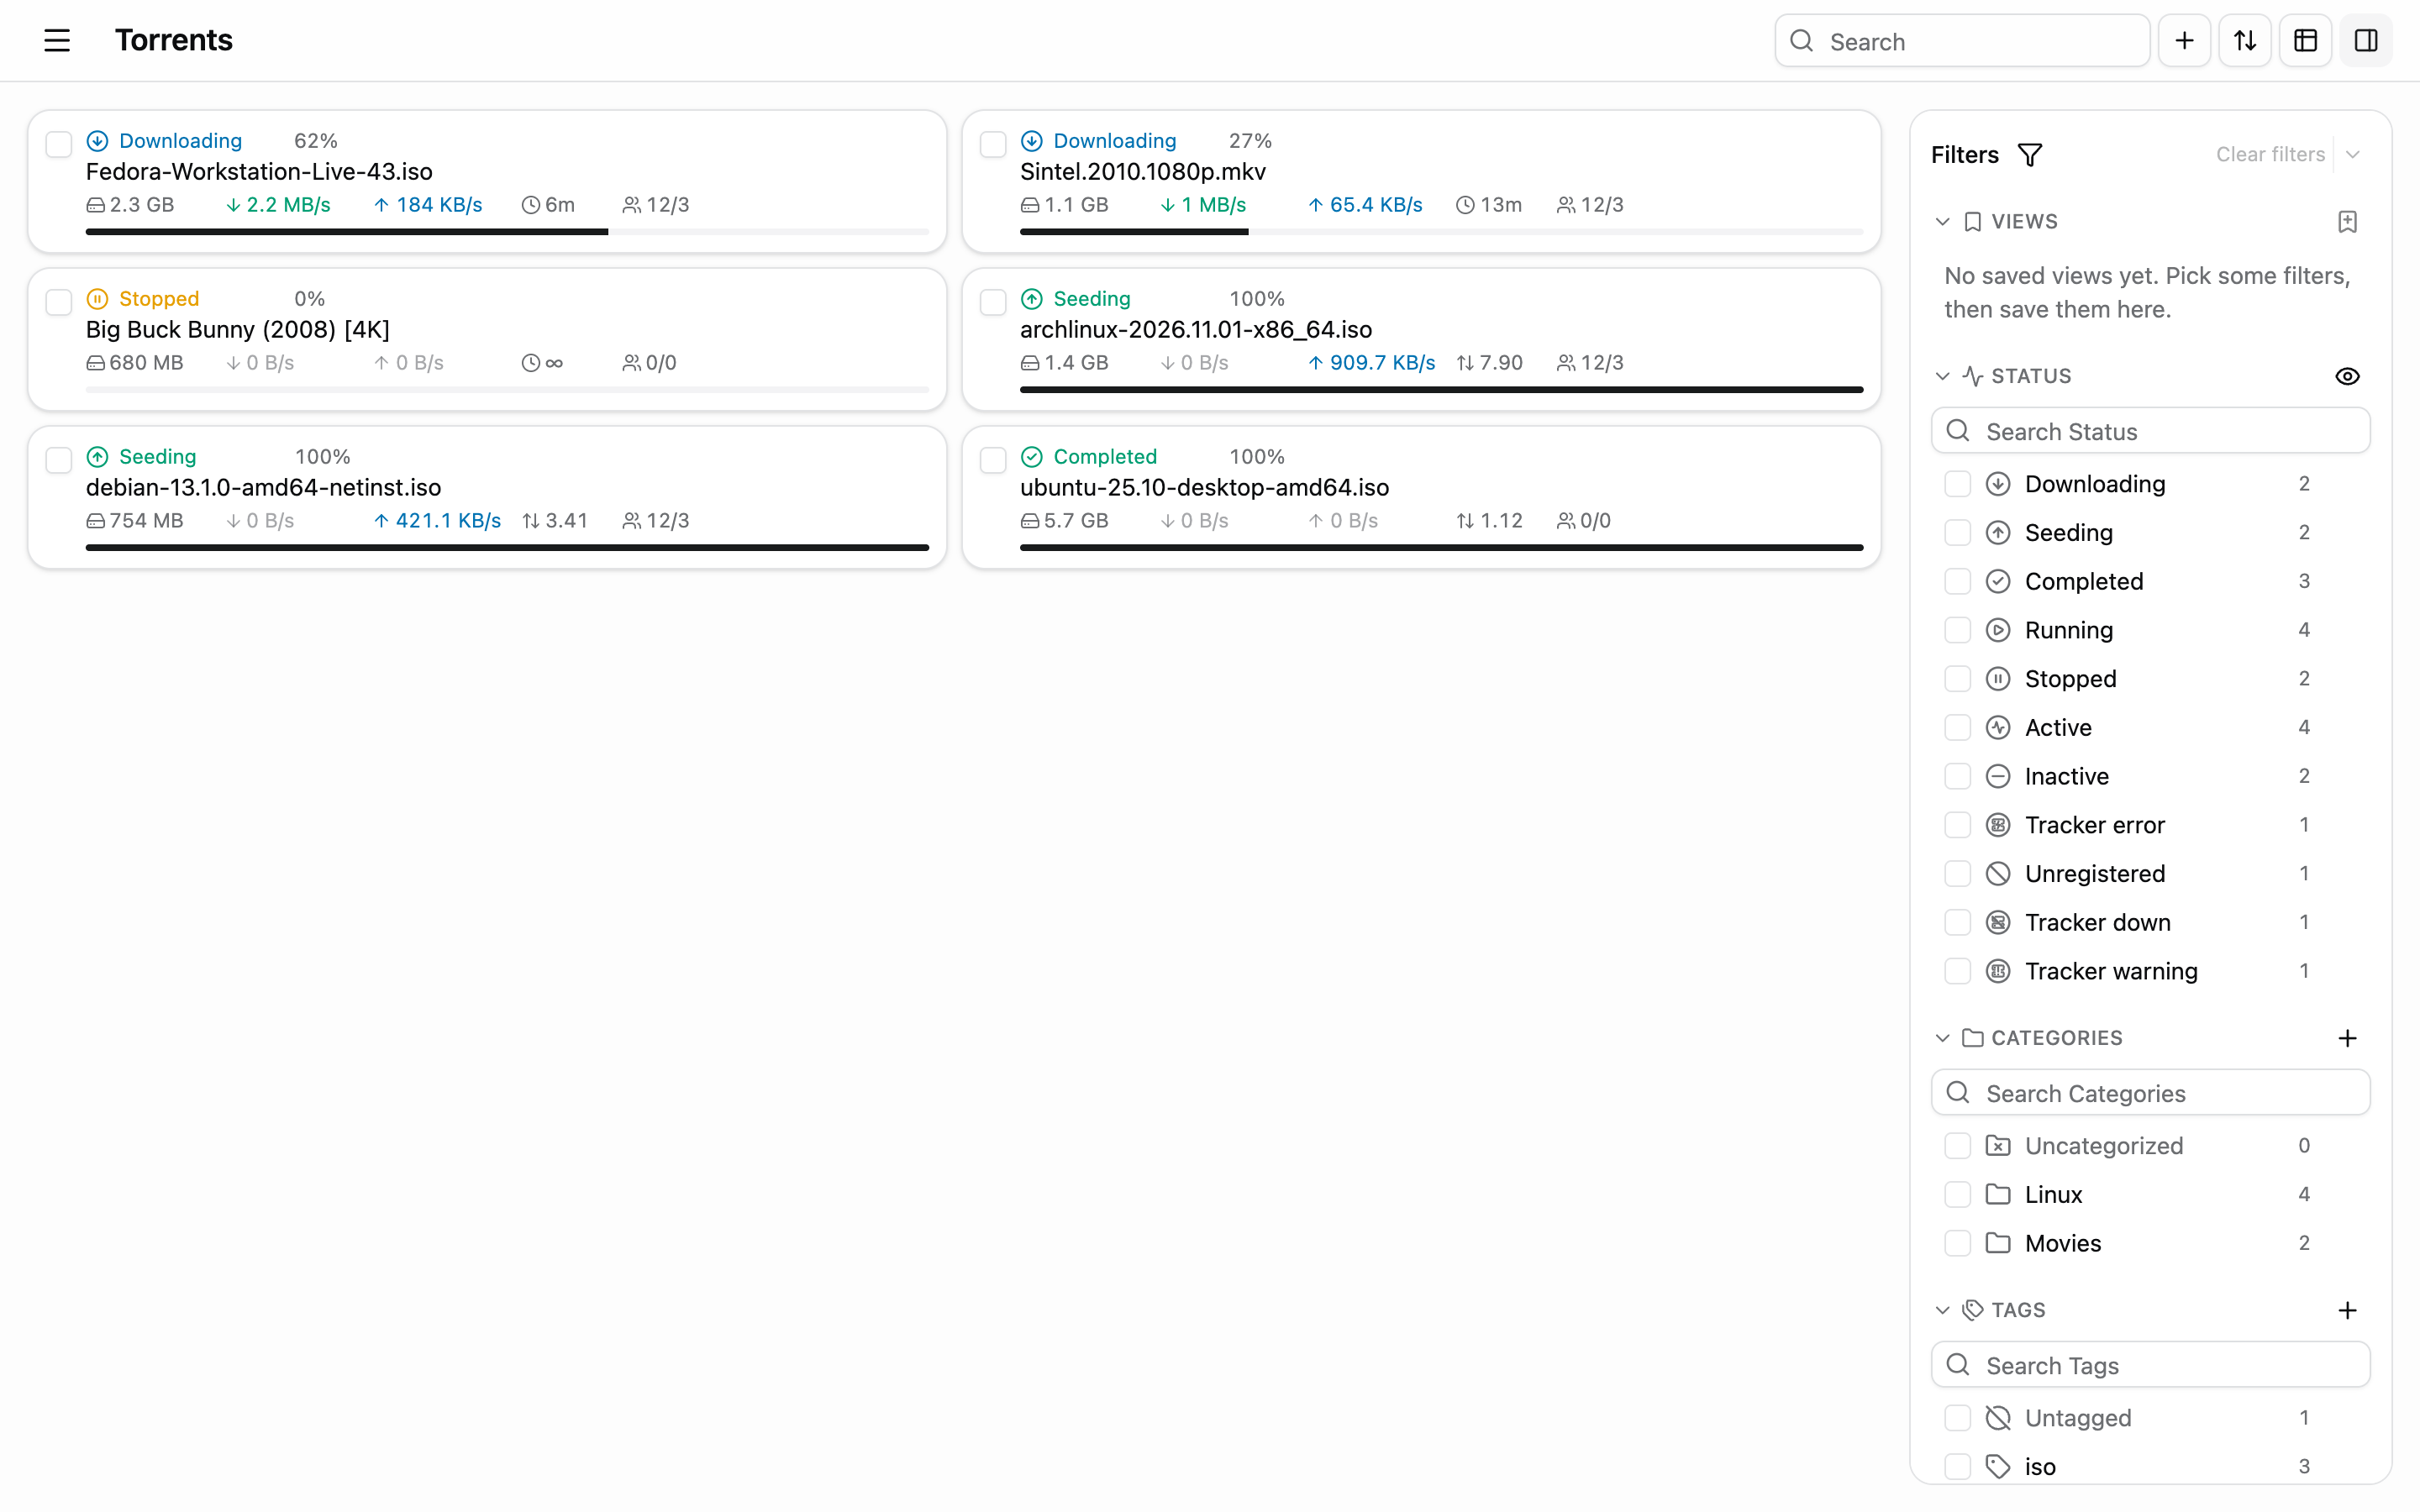 Torrents
Search
Downloading 62%
Fedora-Workstation-Live-43.iso
2.3 GB 2.2 MB/s 184 KB/s 6m 12/3
Downloading 27%
Sintel.2010.1080p.mkv
1.1 GB 1 MB/s 65.4 KB/s 13m 12/3
Stopped 0%
Big Buck Bunny (2008) [4K]
680 MB 0 B/s 0 B/s ∞ 0/0
Seeding 100%
archlinux-2026.11.01-x86_64.iso
1.4 GB 0 B/s 909.7 KB/s 7.90 12/3
Seeding 100%
debian-13.1.0-amd64-netinst.iso
754 MB 0 B/s 421.1 KB/s 3.41 12/3
Completed 100%
ubuntu-25.10-desktop-amd64.iso
5.7 GB 0 B/s 0 B/s 1.12 0/0
Filters Clear filters
VIEWS
No saved views yet. Pick some filters,
then save them here.
STATUS
Search Status
Downloading 2
Seeding 2
Completed 3
Running 4
Stopped 2
Active 4
Inactive 2
Tracker error 1
Unregistered 1
Tracker down 1
Tracker warning 1
CATEGORIES
Search Categories
Uncategorized 0
Linux 4
Movies 2
TAGS
Search Tags
Untagged 1
iso 3